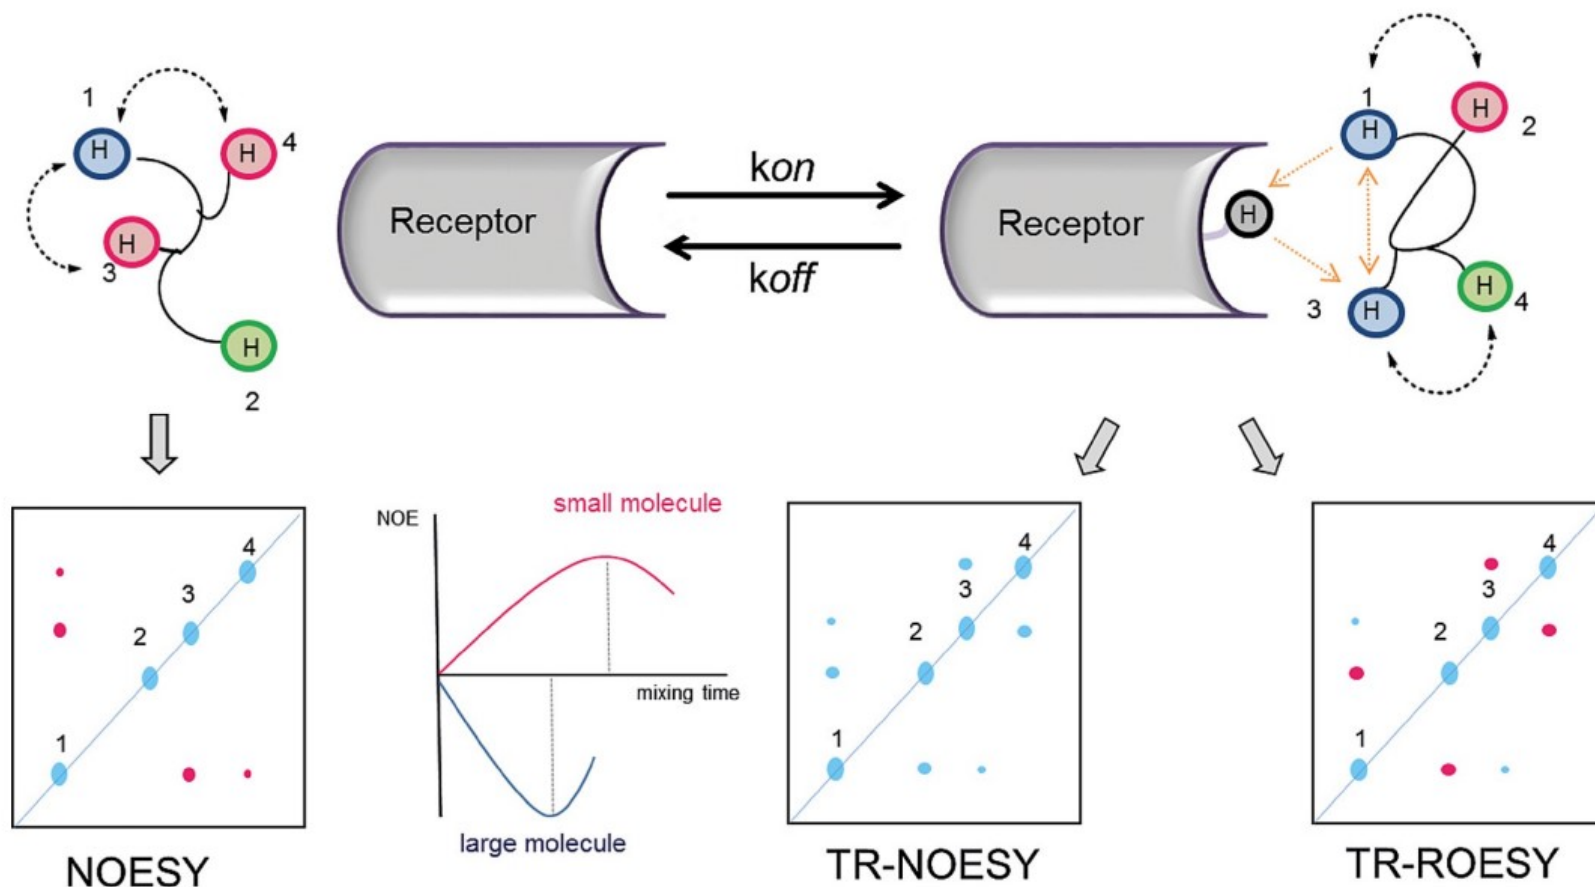 1
H
H
4
H
3
H
2
Receptor
kon
koff
Receptor
H
1
H
H
2
3
H
H
4
1
2
3
4
NOESY
NOE
small molecule
mixing time
large molecule
1
2
3
4
TR-NOESY
1
2
3
4
TR-ROESY